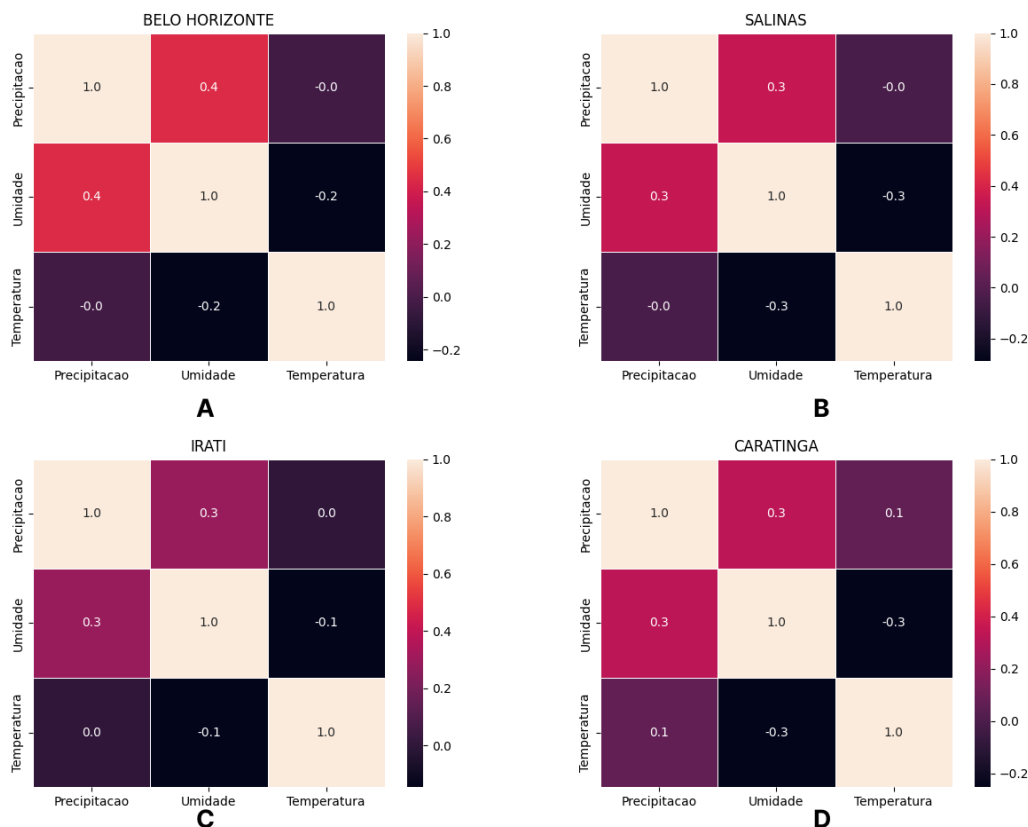 BELO HORIZONTE
Precipitacao 1.0 0.4 -0.0
Umidade 0.4 1.0 -0.2
Temperatura -0.0 -0.2 1.0
Precipitacao Umidade Temperatura
1.0
0.8
0.6
0.4
0.2
0.0
−0.2
A
SALINAS
Precipitacao 1.0 0.3 -0.0
Umidade 0.3 1.0 -0.3
Temperatura -0.0 -0.3 1.0
Precipitacao Umidade Temperatura
1.0
0.8
0.6
0.4
0.2
0.0
−0.2
B
IRATI
Precipitacao 1.0 0.3 0.0
Umidade 0.3 1.0 -0.1
Temperatura 0.0 -0.1 1.0
Precipitacao Umidade Temperatura
1.0
0.8
0.6
0.4
0.2
0.0
C
CARATINGA
Precipitacao 1.0 0.3 0.1
Umidade 0.3 1.0 -0.3
Temperatura 0.1 -0.3 1.0
Precipitacao Umidade Temperatura
1.0
0.8
0.6
0.4
0.2
0.0
−0.2
D